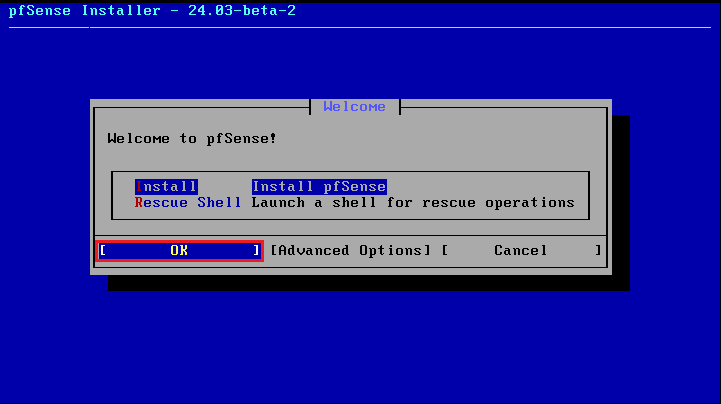 pfSense Installer - 24.03-beta-2
Welcome
Welcome to pfSense!
Install Install pfSense
Rescue Shell Launch a shell for rescue operations
[ OK ] [Advanced Options] [ Cancel ]